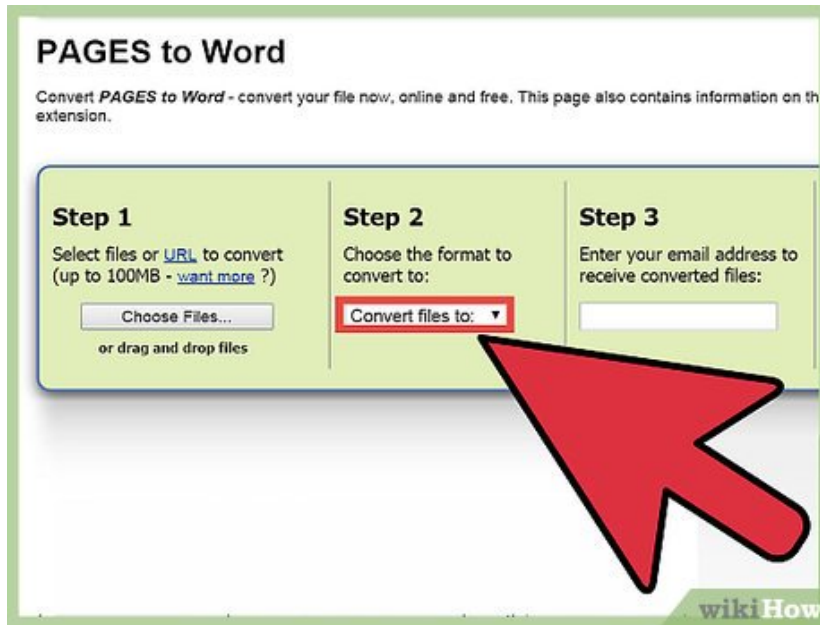 PAGES to Word
Convert PAGES to Word - convert your file now, online and free. This page also contains information on th
extension.
Step 1
Select files or URL to convert
(up to 100MB - want more ?)
Choose Files...
or drag and drop files
Step 2
Choose the format to
convert to:
Convert files to:
Step 3
Enter your email address to
receive converted files:
wikiHow